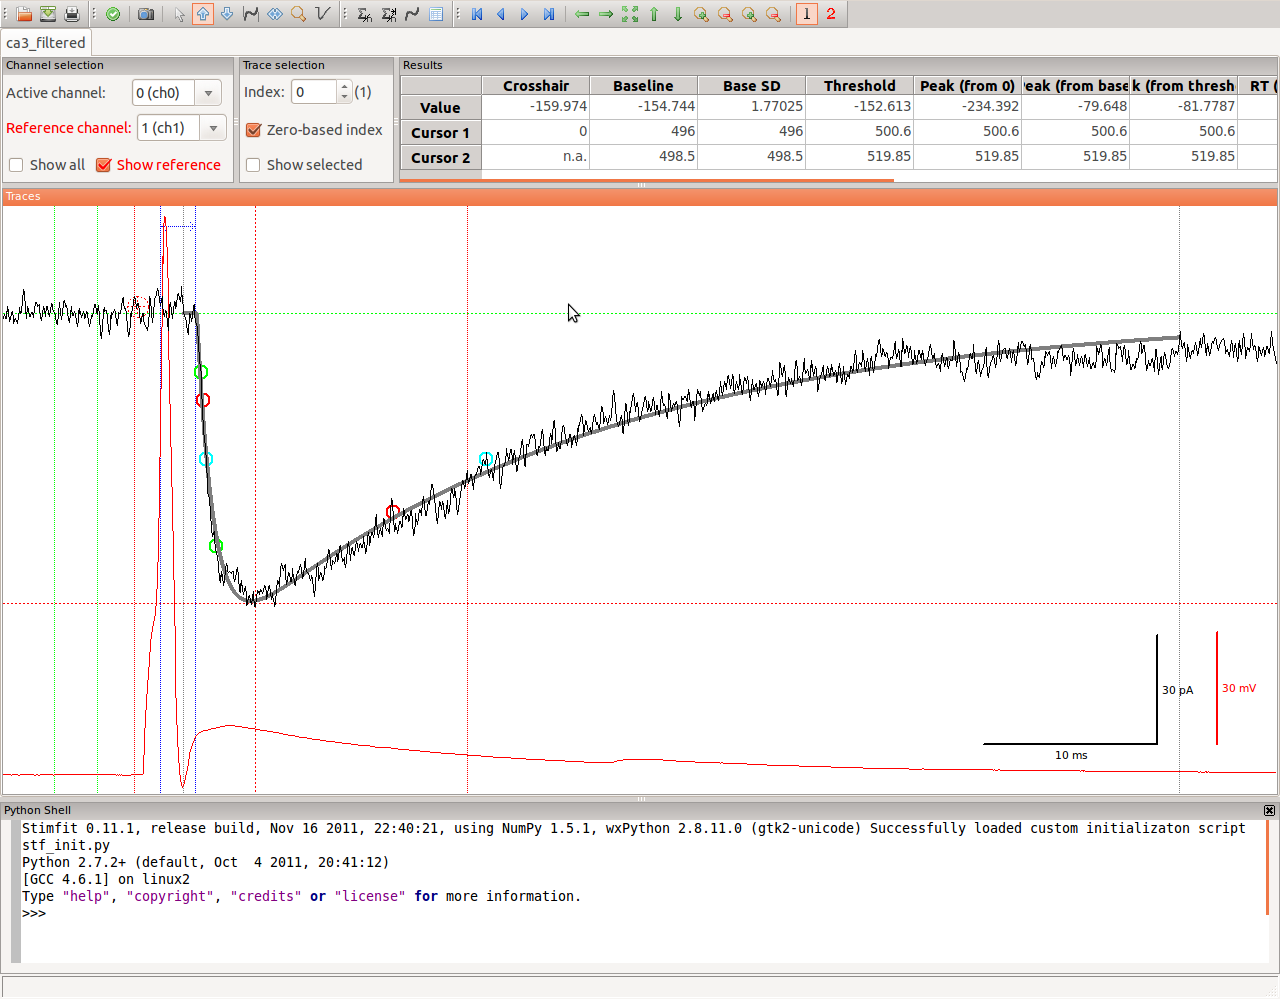 1 2
ca3_filtered
Channel selection
Active channel: 0 (ch0)
Reference channel: 1 (ch1)
Show all Show reference
Trace selection
Index: 0 (1)
Zero-based index
Show selected
Results
Crosshair Baseline Base SD Threshold Peak (from 0) Peak (from base k (from thresh RT (
Value -159.974 -154.744 1.77025 -152.613 -234.392 -79.648 -81.7787
Cursor 1 0 496 496 500.6 500.6 500.6 500.6
Cursor 2 n.a. 498.5 498.5 519.85 519.85 519.85 519.85
Traces
30 pA 30 mV
10 ms
Python Shell
Stimfit 0.11.1, release build, Nov 16 2011, 22:40:21, using NumPy 1.5.1, wxPython 2.8.11.0 (gtk2-unicode) Successfully loaded custom initializaton script
stf_init.py
Python 2.7.2+ (default, Oct  4 2011, 20:41:12)
[GCC 4.6.1] on linux2
Type "help", "copyright", "credits" or "license" for more information.
>>>